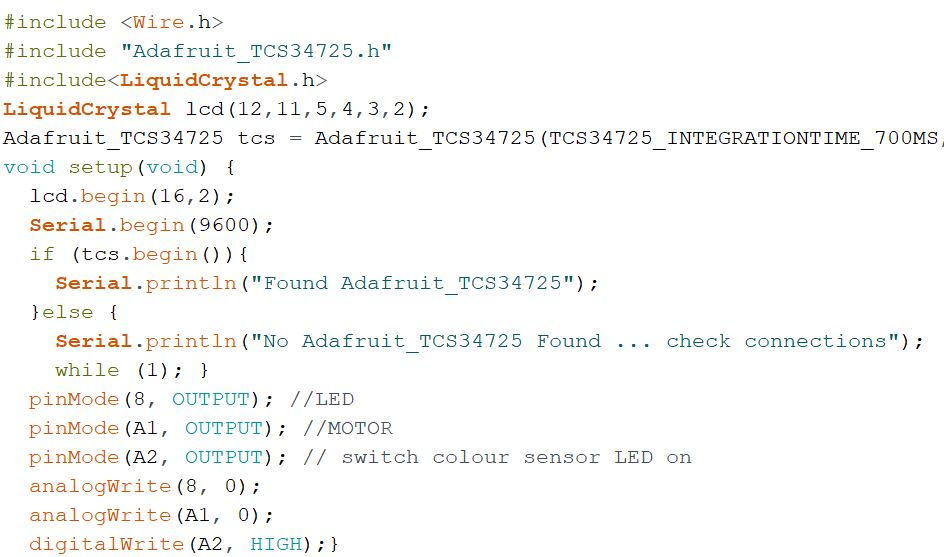 #include <Wire.h>
#include "Adafruit_TCS34725.h"
#include<LiquidCrystal.h>
LiquidCrystal lcd(12,11,5,4,3,2);
Adafruit_TCS34725 tcs = Adafruit_TCS34725(TCS34725_INTEGRATIONTIME_700MS,
void setup(void) {
  lcd.begin(16,2);
  Serial.begin(9600);
  if (tcs.begin()){
    Serial.println("Found Adafruit_TCS34725");
  }else {
    Serial.println("No Adafruit_TCS34725 Found ... check connections");
    while (1); }
  pinMode(8, OUTPUT); //LED
  pinMode(A1, OUTPUT); //MOTOR
  pinMode(A2, OUTPUT); // switch colour sensor LED on
  analogWrite(8, 0);
  analogWrite(A1, 0);
  digitalWrite(A2, HIGH);}